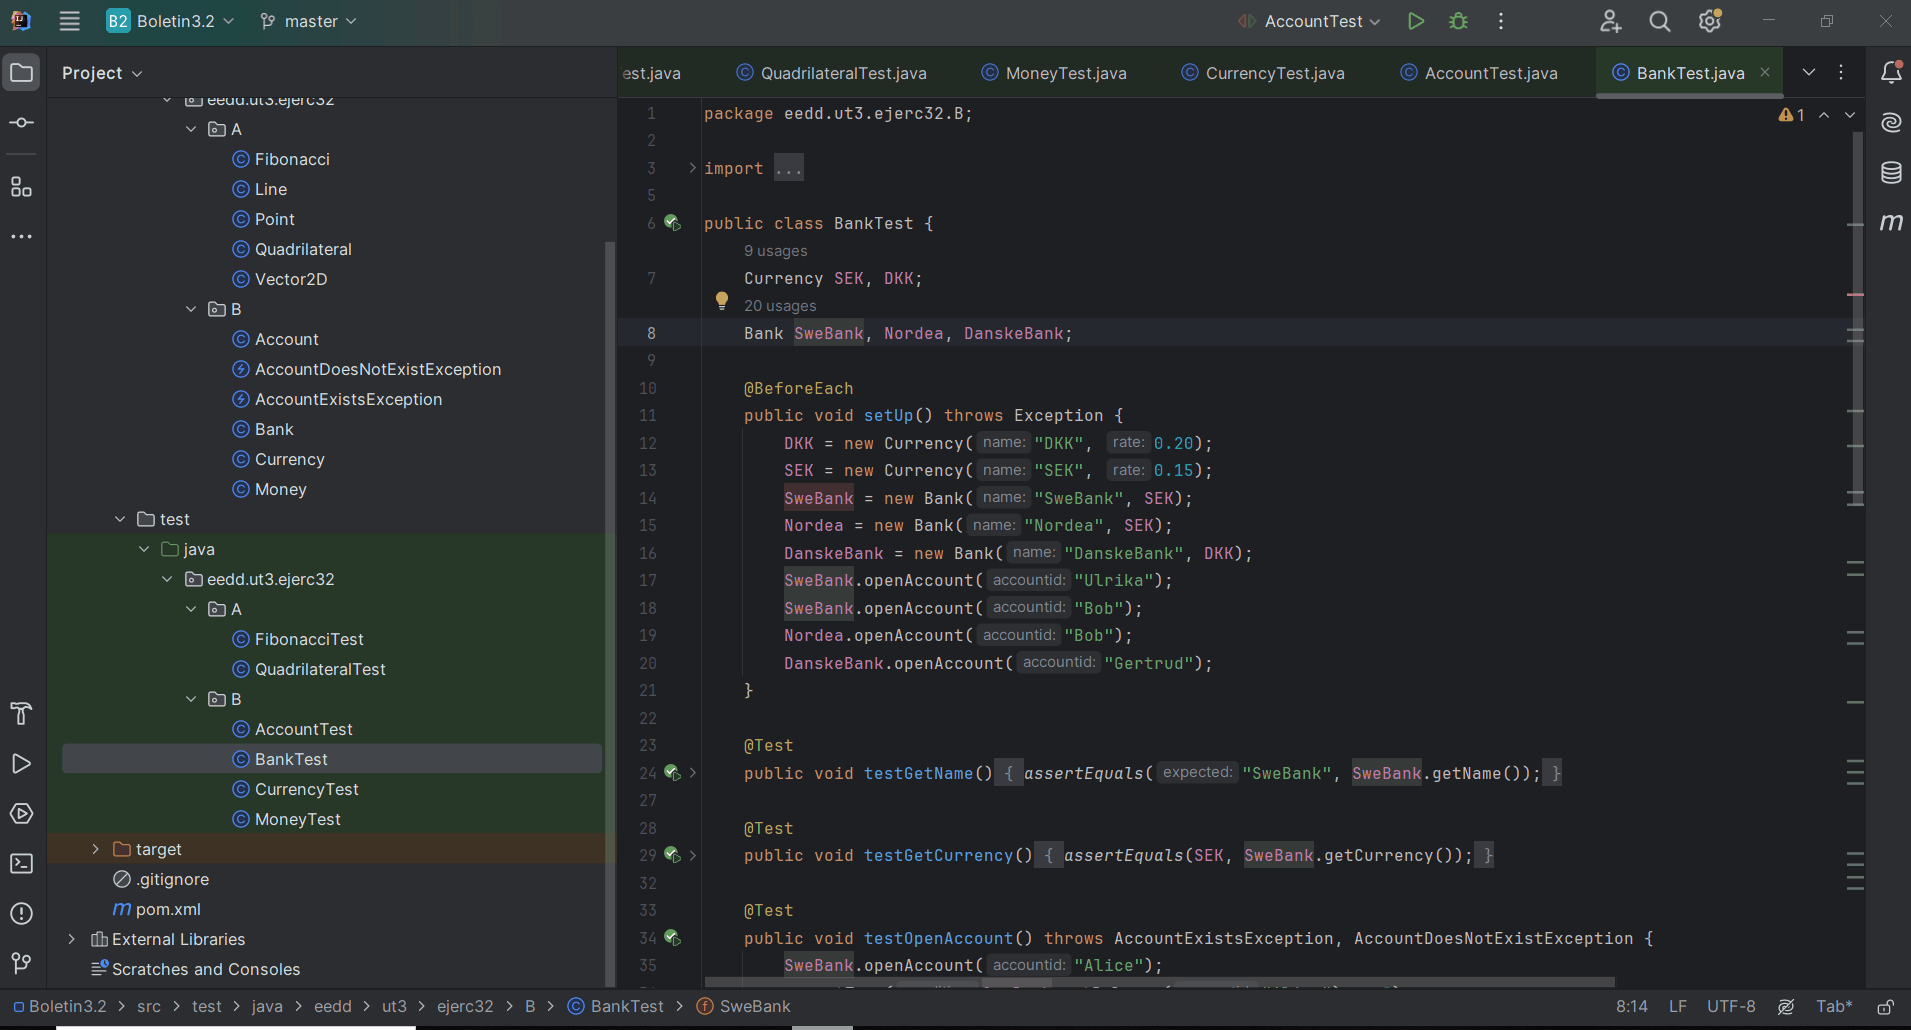 B2 Boletin3.2 master AccountTest
Project
est.java QuadrilateralTest.java MoneyTest.java CurrencyTest.java AccountTest.java BankTest.java
eedd.ut3.ejerc32
A
Fibonacci
Line
Point
Quadrilateral
Vector2D
B
Account
AccountDoesNotExistException
AccountExistsException
Bank
Currency
Money
test
java
eedd.ut3.ejerc32
A
FibonacciTest
QuadrilateralTest
B
AccountTest
BankTest
CurrencyTest
MoneyTest
target
.gitignore
m pom.xml
External Libraries
Scratches and Consoles
1 package eedd.ut3.ejerc32.B;
1
2
3 import ...
5
6 public class BankTest {
9 usages
7 Currency SEK, DKK;
20 usages
8 Bank SweBank, Nordea, DanskeBank;
9
10 @BeforeEach
11 public void setUp() throws Exception {
12 DKK = new Currency( name: "DKK", rate: 0.20);
13 SEK = new Currency( name: "SEK", rate: 0.15);
14 SweBank = new Bank( name: "SweBank", SEK);
15 Nordea = new Bank( name: "Nordea", SEK);
16 DanskeBank = new Bank( name: "DanskeBank", DKK);
17 SweBank.openAccount( accountid: "Ulrika");
18 SweBank.openAccount( accountid: "Bob");
19 Nordea.openAccount( accountid: "Bob");
20 DanskeBank.openAccount( accountid: "Gertrud");
21 }
22
23 @Test
24 public void testGetName() { assertEquals( expected: "SweBank", SweBank.getName()); }
27
28 @Test
29 public void testGetCurrency() { assertEquals(SEK, SweBank.getCurrency()); }
32
33 @Test
34 public void testOpenAccount() throws AccountExistsException, AccountDoesNotExistException {
35 SweBank.openAccount( accountid: "Alice");
m
Boletin3.2 > src > test > java > eedd > ut3 > ejerc32 > B > BankTest > SweBank 8:14 LF UTF-8 Tab*